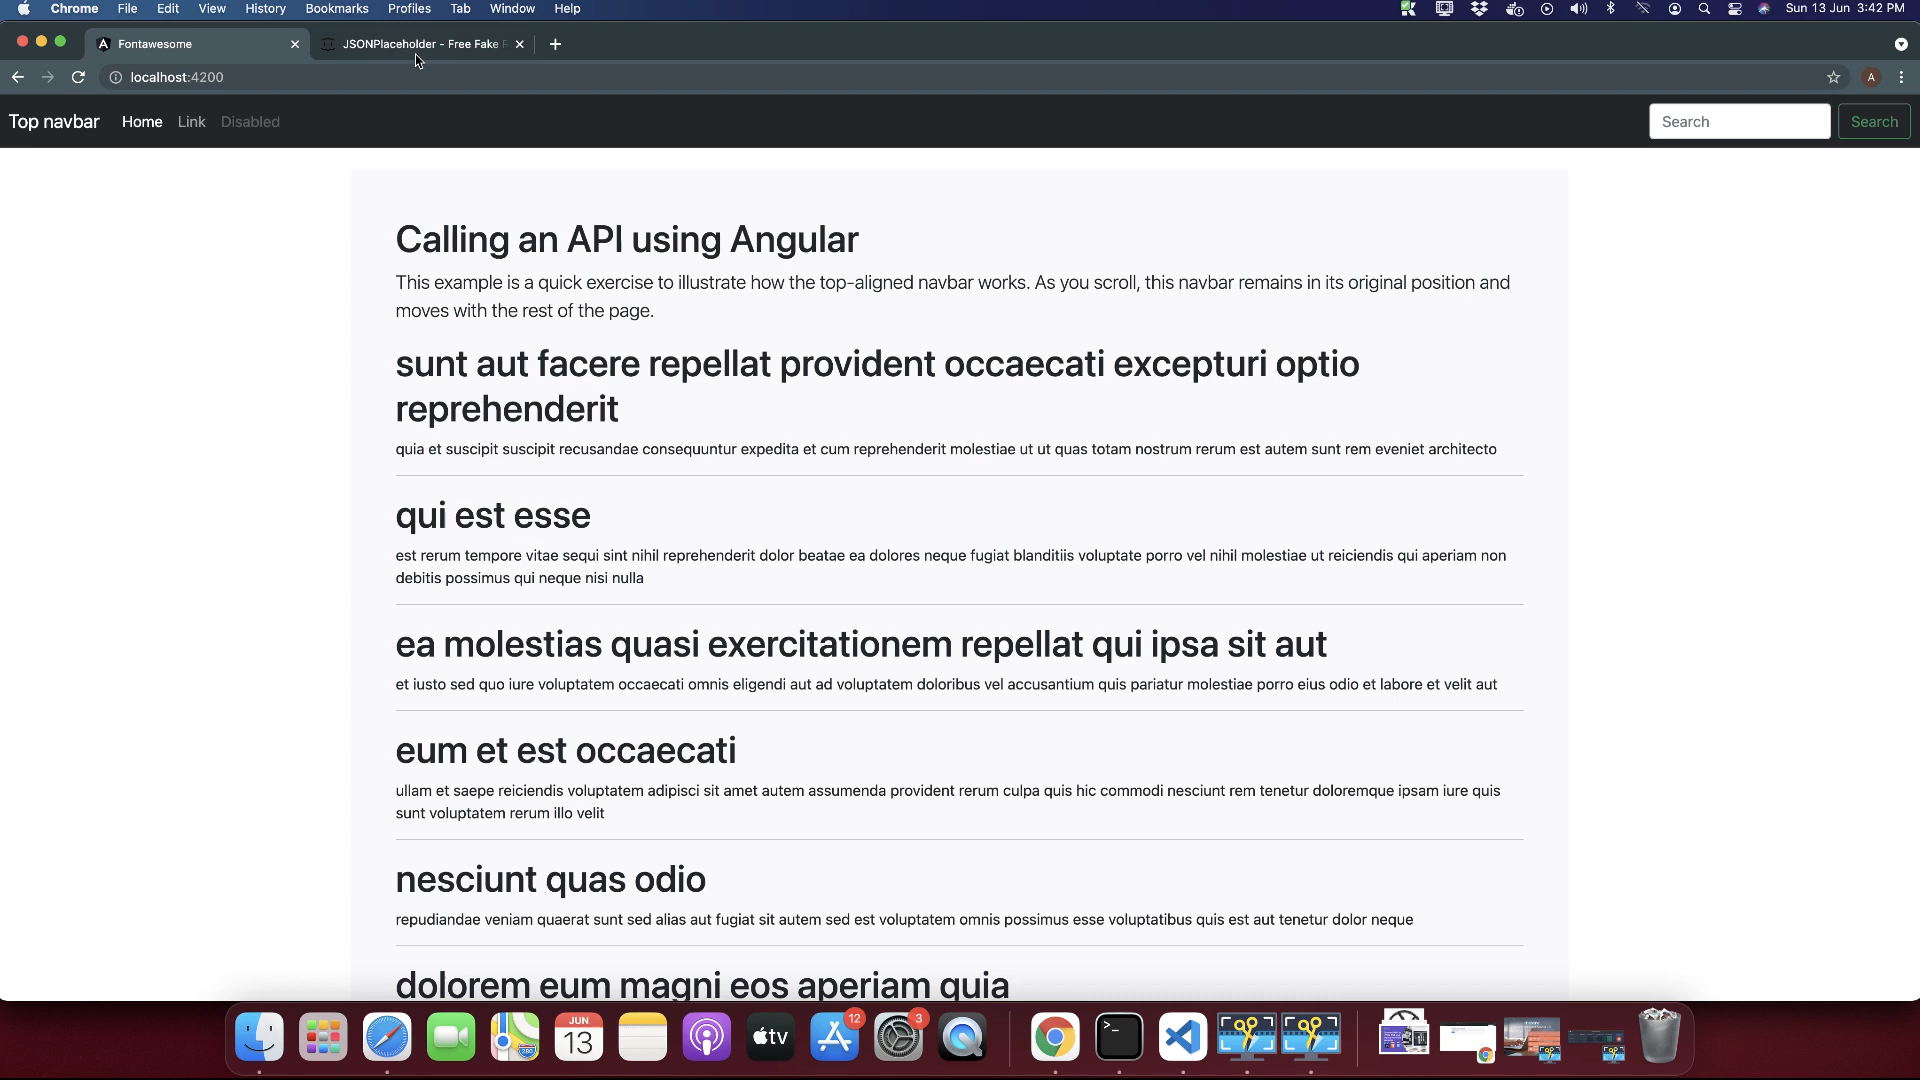 Chrome File Edit View History Bookmarks Profiles Tab Window Help Sun 13 Jun 3:42 PM
Fontawesome JSONPlaceholder - Free Fake
localhost:4200 A
Top navbar Home Link Disabled Search Search
Calling an API using Angular
This example is a quick exercise to illustrate how the top-aligned navbar works. As you scroll, this navbar remains in its original position and
moves with the rest of the page.
sunt aut facere repellat provident occaecati excepturi optio
reprehenderit
quia et suscipit suscipit recusandae consequuntur expedita et cum reprehenderit molestiae ut ut quas totam nostrum rerum est autem sunt rem eveniet architecto
qui est esse
est rerum tempore vitae sequi sint nihil reprehenderit dolor beatae ea dolores neque fugiat blanditiis voluptate porro vel nihil molestiae ut reiciendis qui aperiam non
debitis possimus qui neque nisi nulla
ea molestias quasi exercitationem repellat qui ipsa sit aut
et iusto sed quo iure voluptatem occaecati omnis eligendi aut ad voluptatem doloribus vel accusantium quis pariatur molestiae porro eius odio et labore et velit aut
eum et est occaecati
ullam et saepe reiciendis voluptatem adipisci sit amet autem assumenda provident rerum culpa quis hic commodi nesciunt rem tenetur doloremque ipsam iure quis
sunt voluptatem rerum illo velit
nesciunt quas odio
repudiandae veniam quaerat sunt sed alias aut fugiat sit autem sed est voluptatem omnis possimus esse voluptatibus quis est aut tenetur dolor neque
dolorem eum magni eos aperiam quia
JUN
13
280
tv
12
3